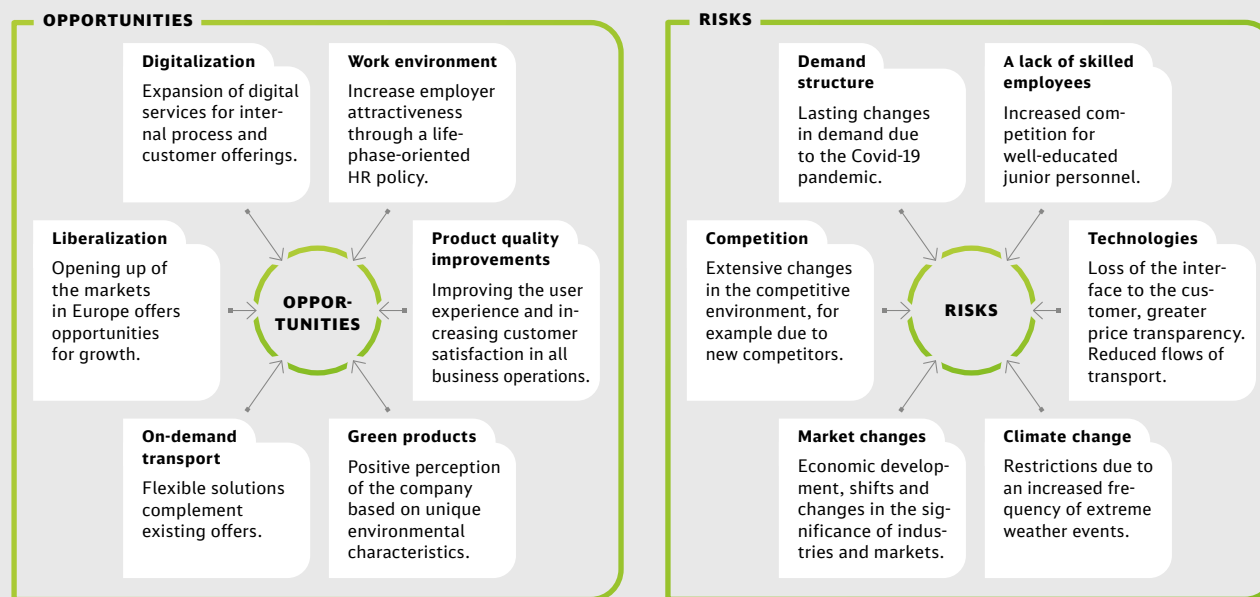 OPPORTUNITIES
Digitalization
Expansion of digital
services for inter-
nal process and
customer offerings.
Work environment
Increase employer
attractiveness
through a life-
phase-oriented
HR policy.
Liberalization
Opening up of
the markets
in Europe offers
opportunities
for growth.
OPPOR-
TUNITIES
Product quality
improvements
Improving the user
experience and in-
creasing customer
satisfaction in all
business operations.
On-demand
transport
Flexible solutions
complement
existing offers.
Green products
Positive perception
of the company
based on unique
environmental
characteristics.
RISKS
Demand
structure
Lasting changes
in demand due
to the Covid-19
pandemic.
A lack of skilled
employees
Increased com-
petition for
well-educated
junior personnel.
Competition
Extensive changes
in the competitive
environment, for
example due to
new competitors.
RISKS
Technologies
Loss of the inter-
face to the cus-
tomer, greater
price transparency.
Reduced flows of
transport.
Market changes
Economic develop-
ment, shifts and
changes in the sig-
nificance of indus-
tries and markets.
Climate change
Restrictions due to
an increased fre-
quency of extreme
weather events.